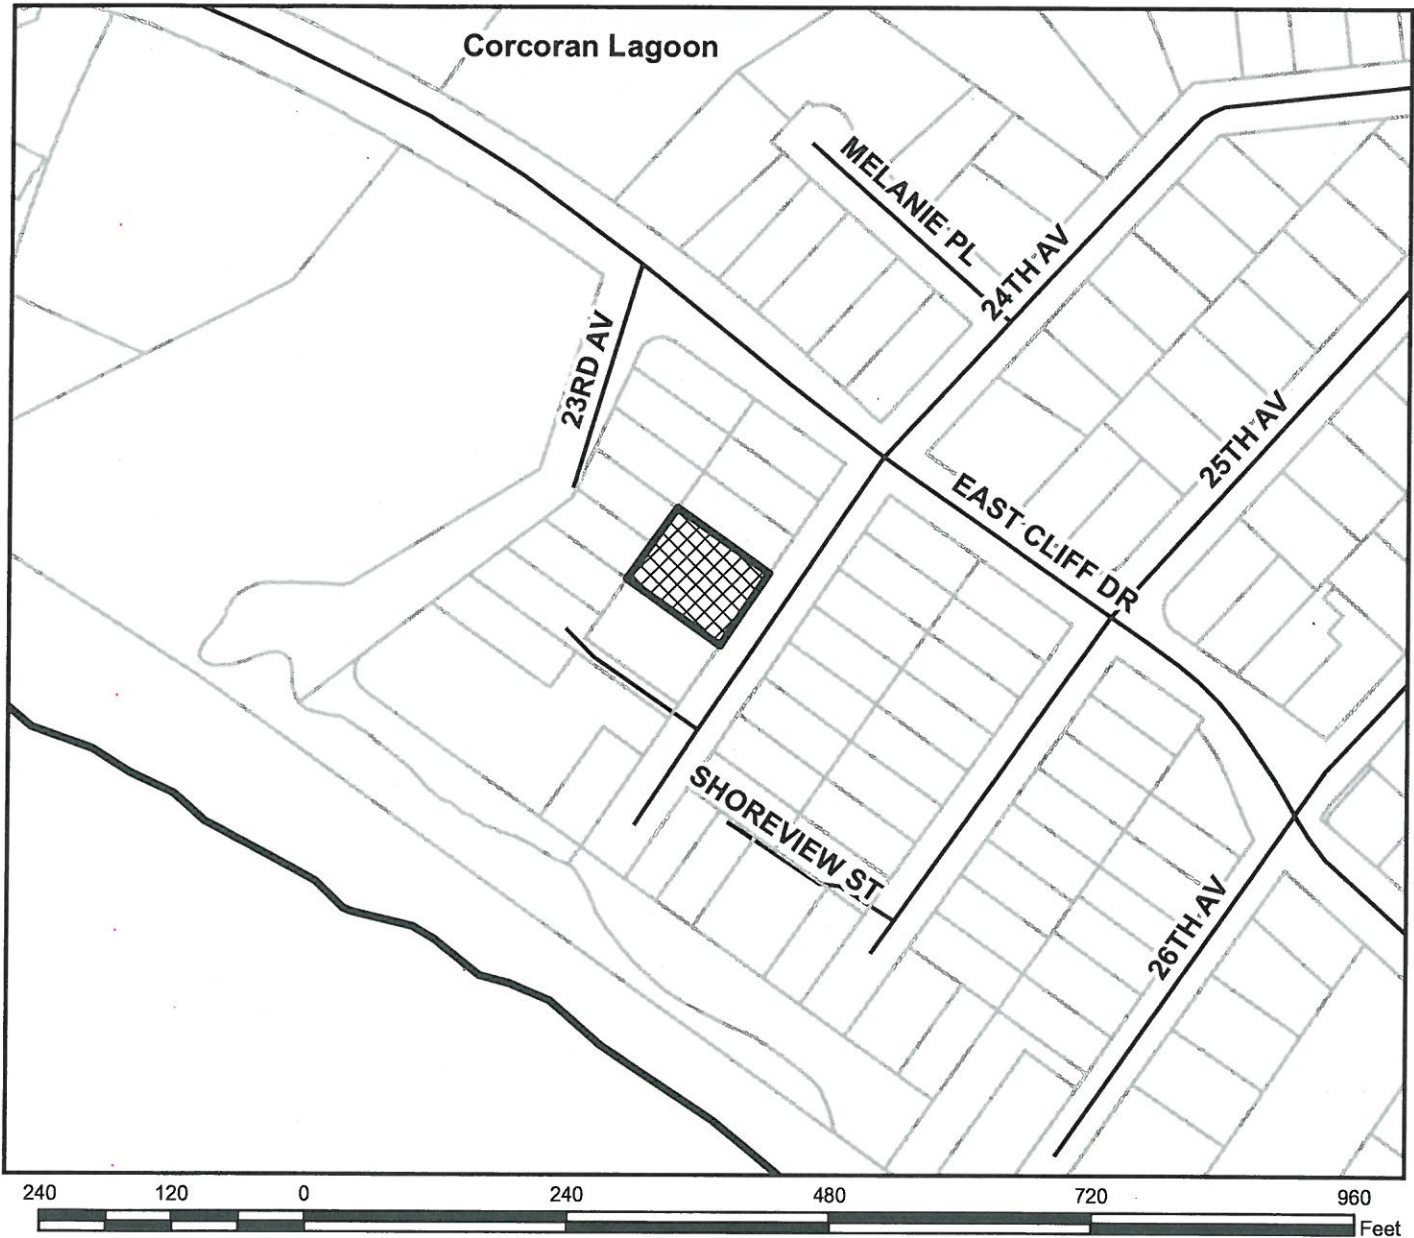 Corcoran Lagoon
MELANIE PL
24TH AV
23RD AV
25TH AV
EAST CLIFF DR
SHOREVIEW ST
26TH AV
240 120 0 240 480 720 960
Feet